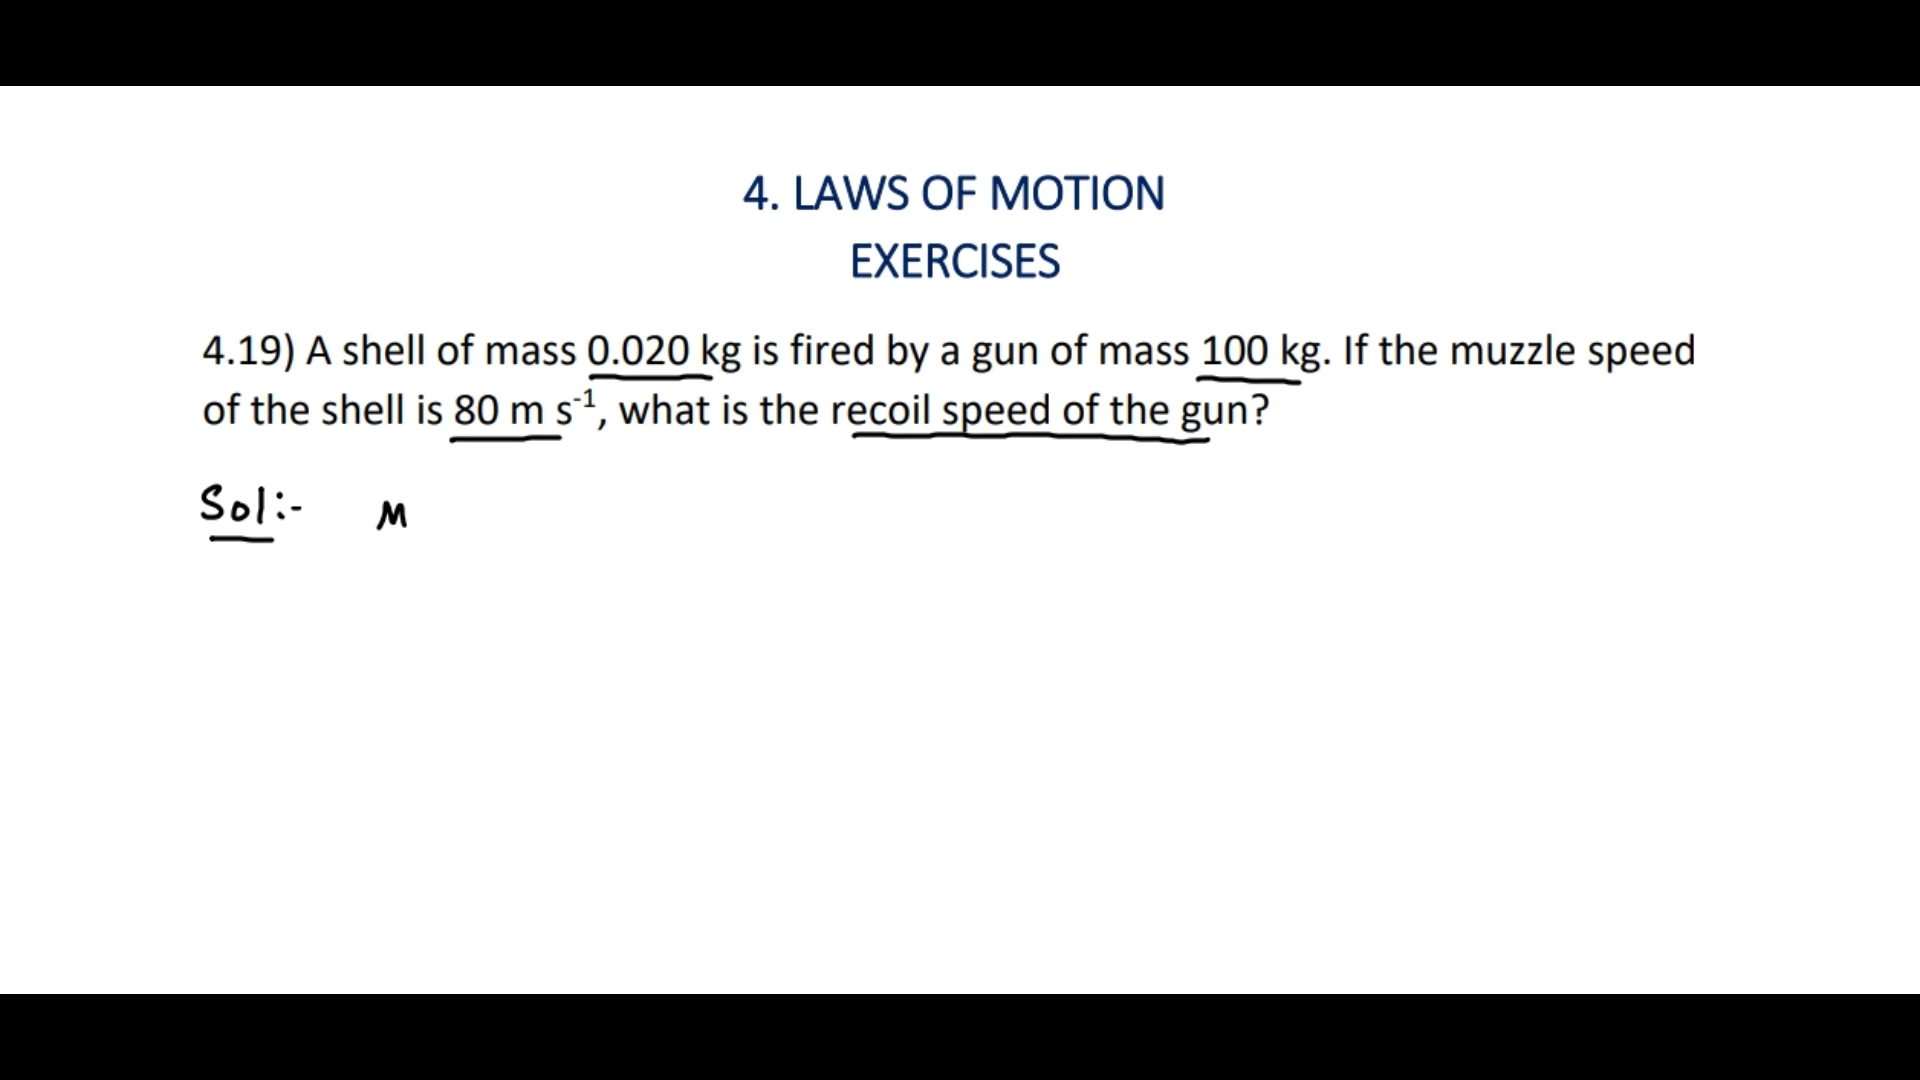 4. LAWS OF MOTION
EXERCISES
4.19) A shell of mass 0.020 kg is fired by a gun of mass 100 kg. If the muzzle speed
of the shell is 80 m s⁻¹, what is the recoil speed of the gun?
Sol:- M